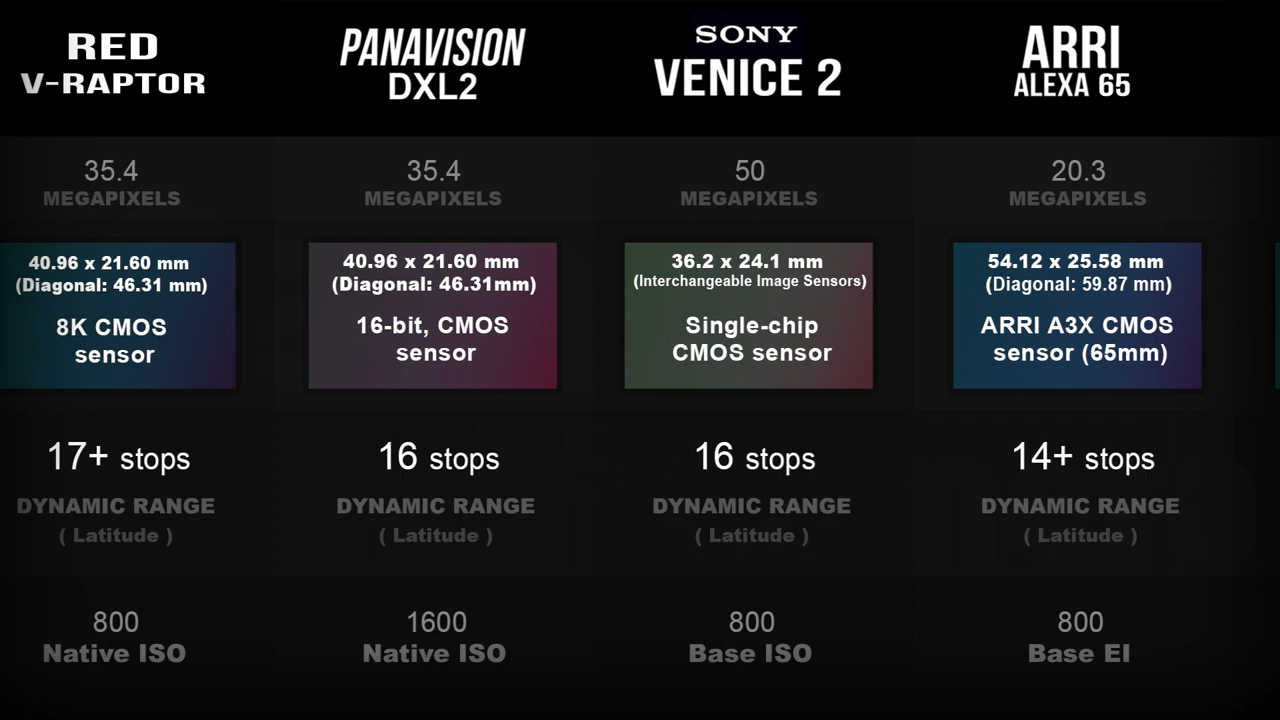 RED
V-RAPTOR
PANAVISION
DXL2
SONY
VENICE 2
ARRI
ALEXA 65
35.4
MEGAPIXELS
35.4
MEGAPIXELS
50
MEGAPIXELS
20.3
MEGAPIXELS
40.96 x 21.60 mm
(Diagonal: 46.31 mm)
8K CMOS
sensor
40.96 x 21.60 mm
(Diagonal: 46.31mm)
16-bit, CMOS
sensor
36.2 x 24.1 mm
(Interchangeable Image Sensors)
Single-chip
CMOS sensor
54.12 x 25.58 mm
(Diagonal: 59.87 mm)
ARRI A3X CMOS
sensor (65mm)
17+ stops
DYNAMIC RANGE
( Latitude )
16 stops
DYNAMIC RANGE
( Latitude )
16 stops
DYNAMIC RANGE
( Latitude )
14+ stops
DYNAMIC RANGE
( Latitude )
800
Native ISO
1600
Native ISO
800
Base ISO
800
Base EI